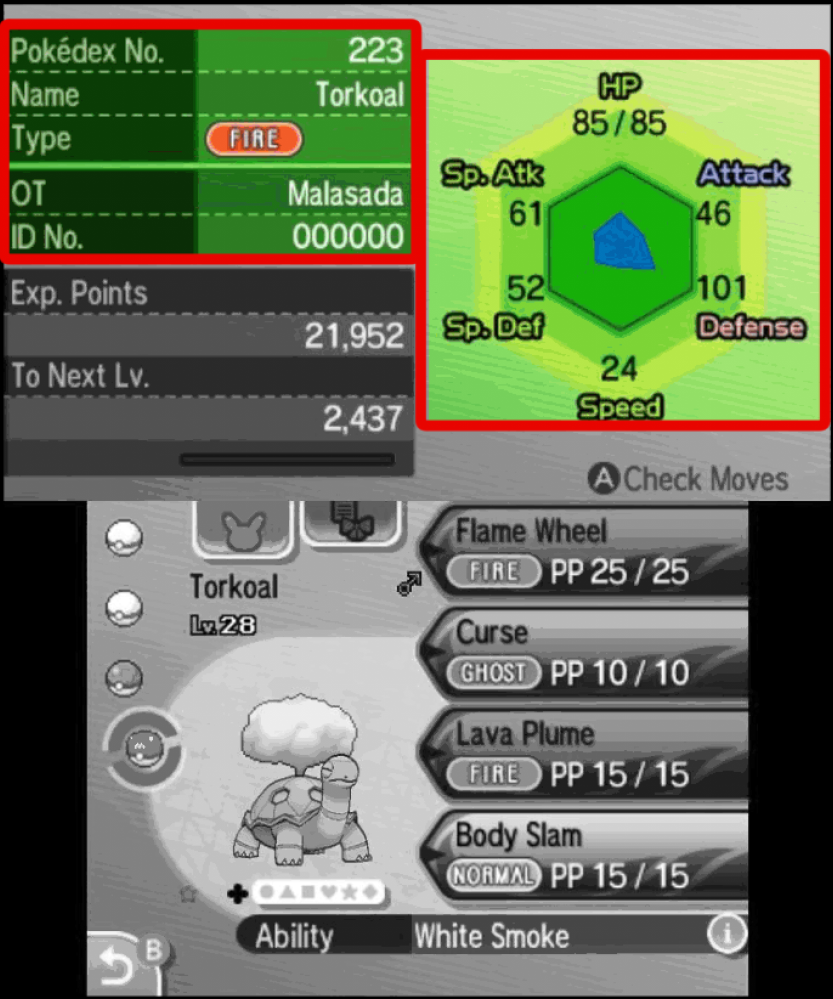 Pokédex No. 223
Name Torkoal
Type FIRE
OT Malasada
ID No. 000000
Exp. Points
21,952
To Next Lv.
2,437
HP
85/85
Sp. Atk Attack
61 46
52 101
Sp. Def Defense
24
Speed
A Check Moves
Torkoal ♂
Lv.28
Flame Wheel
FIRE PP 25/25
Curse
GHOST PP 10/10
Lava Plume
FIRE PP 15/15
Body Slam
NORMAL PP 15/15
Ability White Smoke i
B